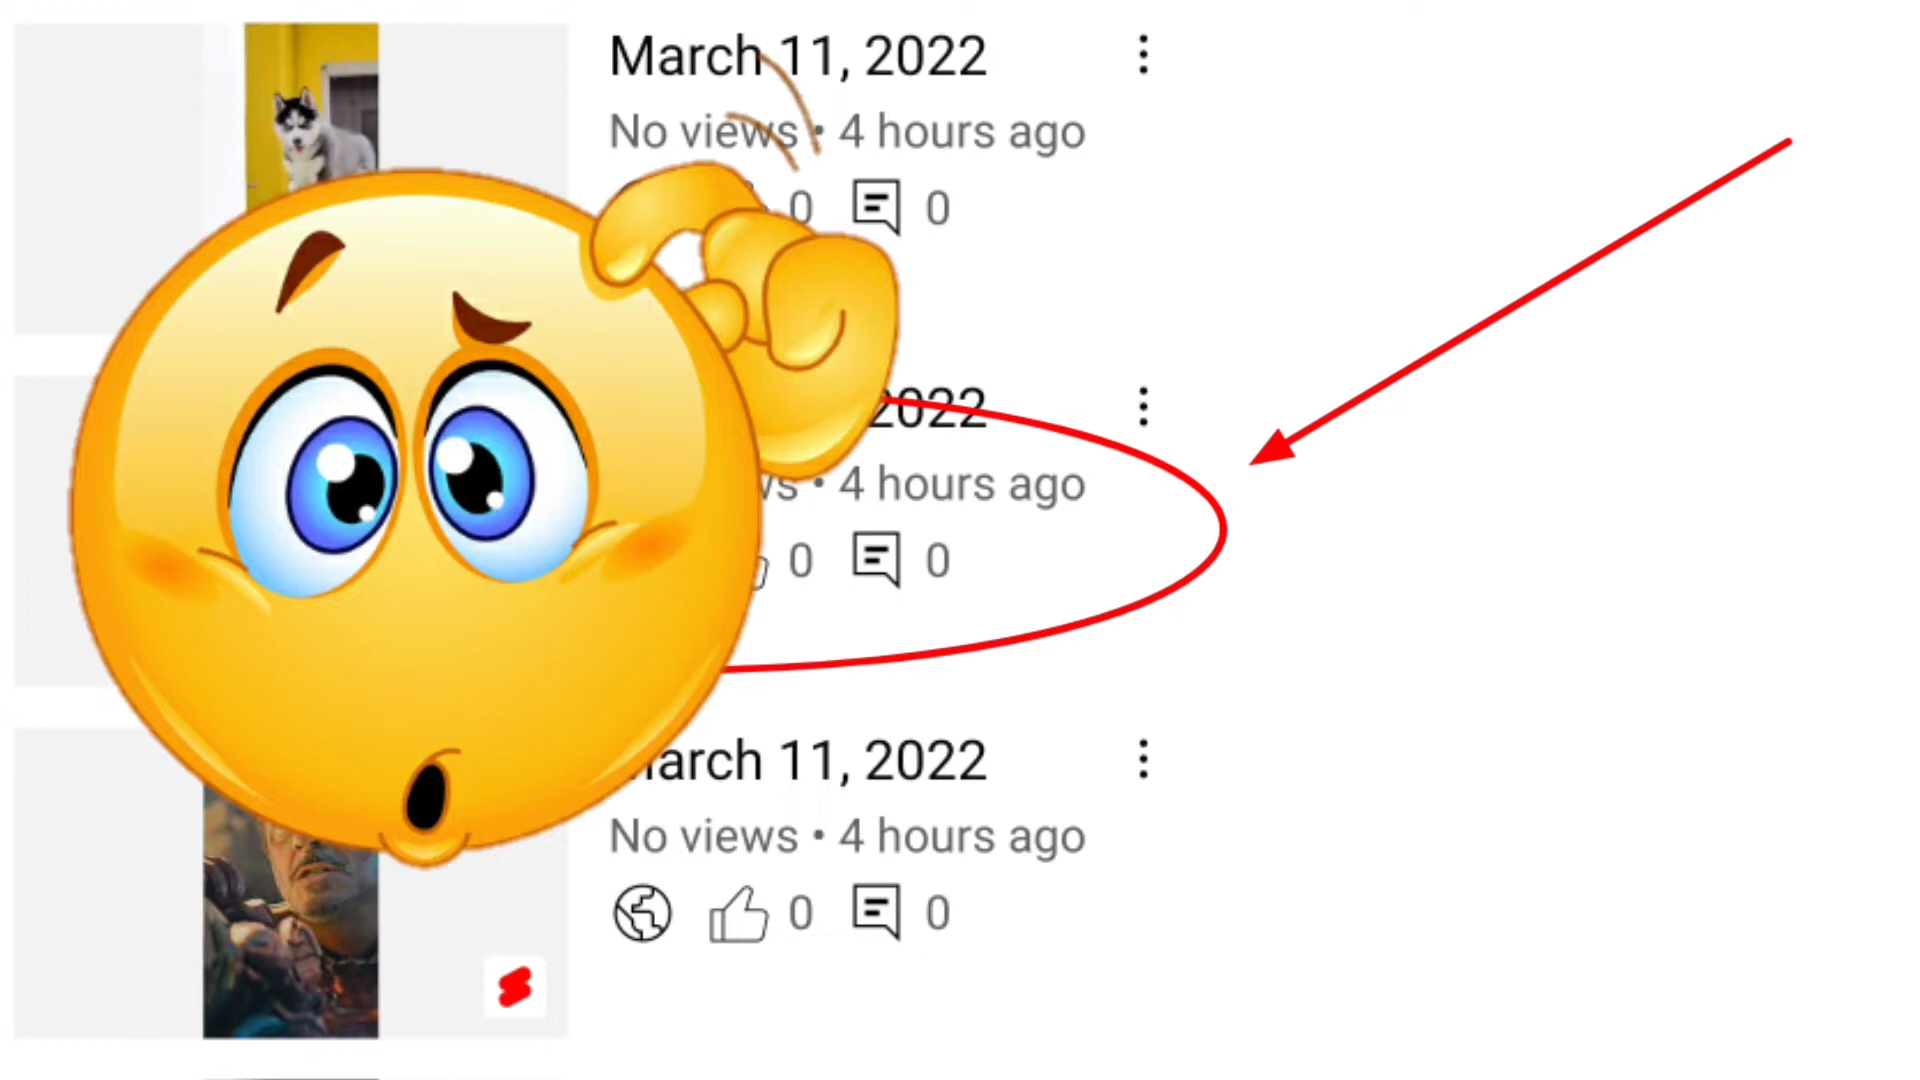 March 11, 2022
No views • 4 hours ago
0 0
2022
• 4 hours ago
0 0
11, 2022
No views • 4 hours ago
0 0